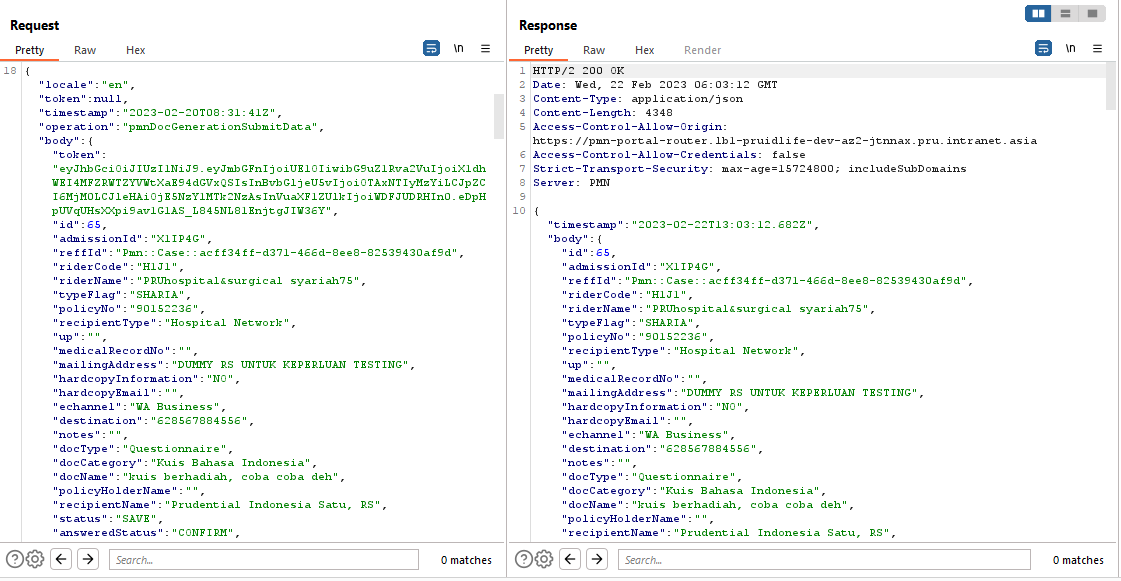 Request
Pretty
Raw
Hex
\n
18 {
"locale":"en",
"token":null,
"timestamp":"2023-02-20T08:31:41Z",
"operation":"pmnDocGenerationSubmitData",
"body":{
"token":
"id":65,
"admissionId":"X1IP4G",
"reffId":"Pmn::Case::acff34ff-d371-466d-8ee8-82539430af9d",
"riderCode":"H1J1",
"riderName":"PRUhospital&surgical syariah75",
"typeFlag":"SHARIA",
"policyNo":"90152236",
"recipientType":"Hospital Network",
"up":"",
"medicalRecordNo":"",
"mailingAddress":"DUMMY RS UNTUK KEPERLUAN TESTING",
"hardcopyInformation":"NO",
"hardcopyEmail":"",
"echannel":"WA Business",
"destination":"628567884556",
"notes":"",
"docType":"Questionnaire",
"docCategory":"Kuis Bahasa Indonesia",
"docName":"kuis berhadiah, coba coba deh",
"policyHolderName":"",
"recipientName":"Prudential Indonesia Satu, RS",
"status":"SAVE",
"answeredStatus":"CONFIRM",
Search...
0 matches
Response
Pretty
Raw
Hex
Render
\n
1 HTTP/2 200 OK
2 Date: Wed, 22 Feb 2023 06:03:12 GMT
3 Content-Type: application/json
4 Content-Length: 4348
5 Access-Control-Allow-Origin:
https://pmn-portal-router.lbl-pruidlife-dev-az2-jtnnax.pru.intranet.asia
6 Access-Control-Allow-Credentials: false
7 Strict-Transport-Security: max-age=15724800; includeSubDomains
8 Server: PMN
9
10 {
"timestamp":"2023-02-22T13:03:12.682Z",
"body":{
"id":65,
"admissionId":"X1IP4G",
"reffId":"Pmn::Case::acff34ff-d371-466d-8ee8-82539430af9d",
"riderCode":"H1J1",
"riderName":"PRUhospital&surgical syariah75",
"typeFlag":"SHARIA",
"policyNo":"90152236",
"recipientType":"Hospital Network",
"up":"",
"medicalRecordNo":"",
"mailingAddress":"DUMMY RS UNTUK KEPERLUAN TESTING",
"hardcopyInformation":"NO",
"hardcopyEmail":"",
"echannel":"WA Business",
"destination":"628567884556",
"notes":"",
"docType":"Questionnaire",
"docCategory":"Kuis Bahasa Indonesia",
"docName":"kuis berhadiah, coba coba deh",
"policyHolderName":"",
"recipientName":"Prudential Indonesia Satu, RS",
Search...
0 matches